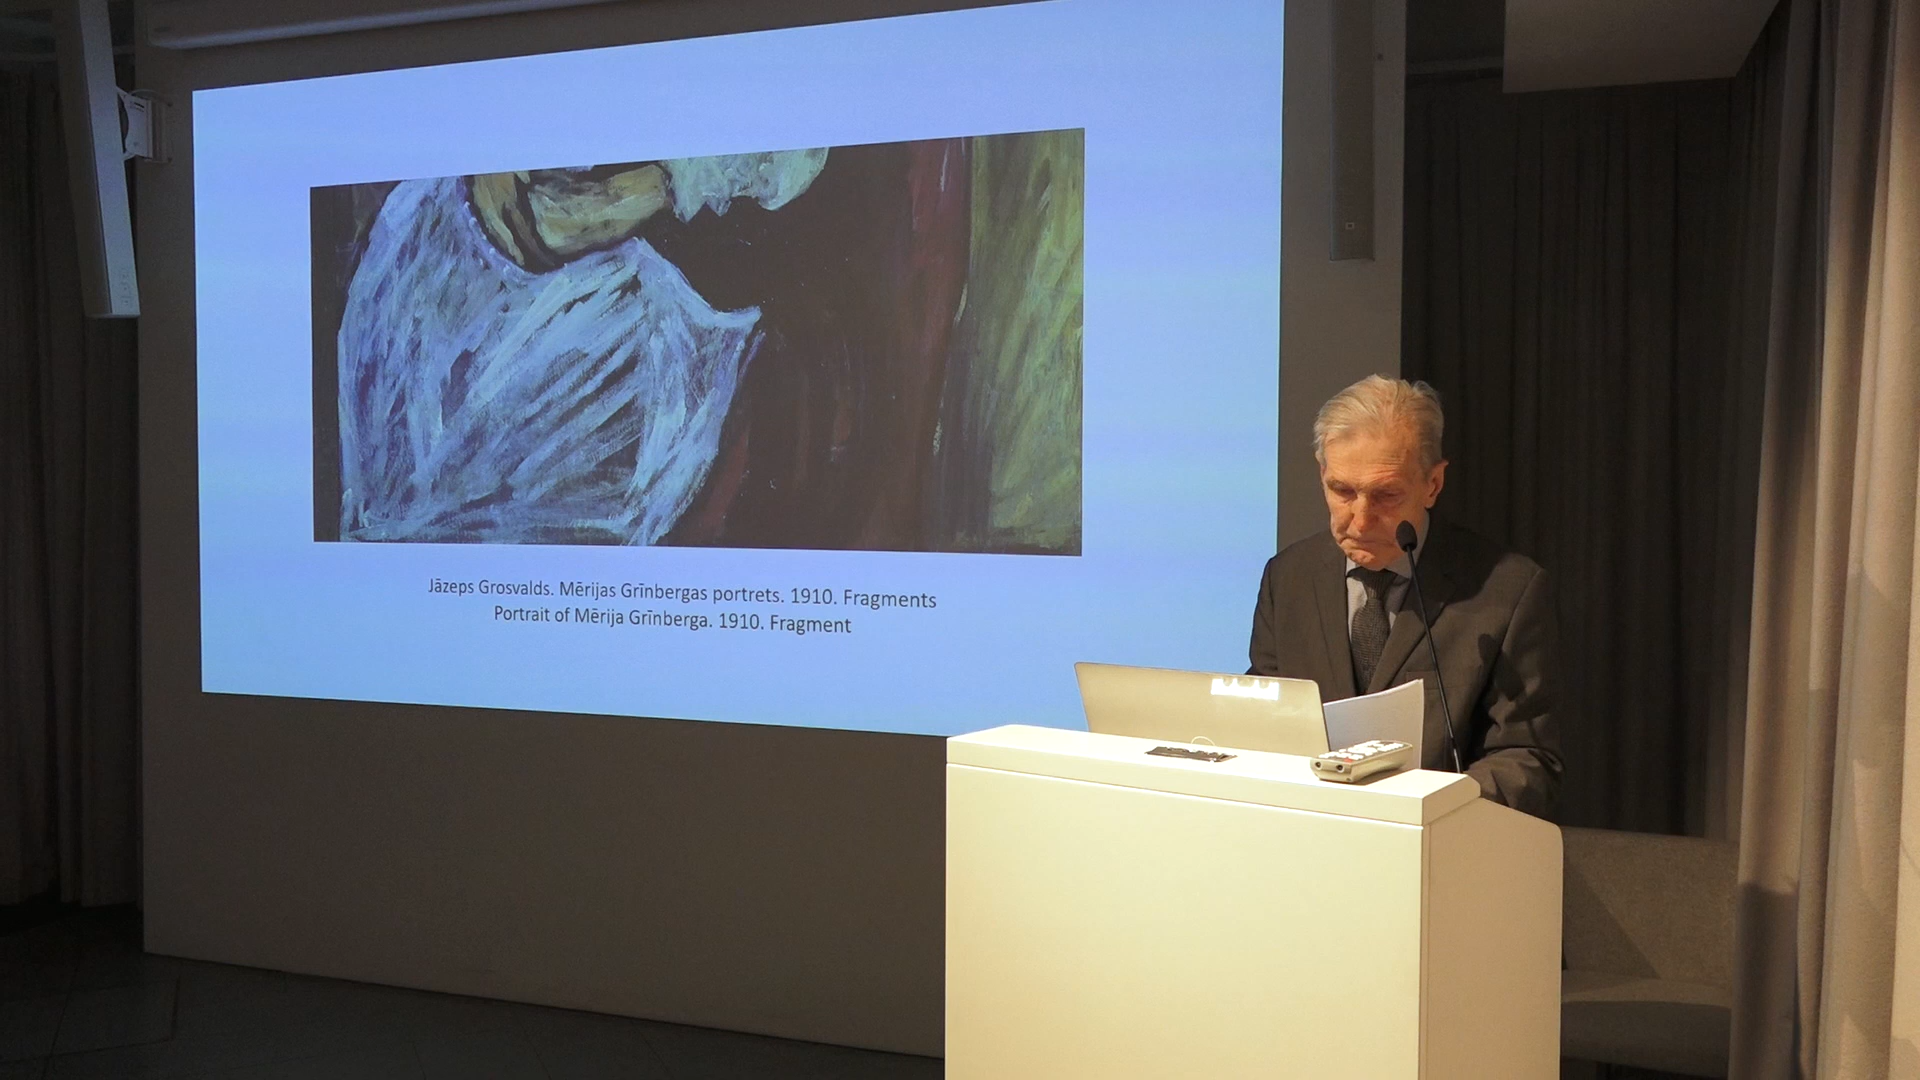 Jāzeps Grosvalds. Mērijas Grīnbergas portrets. 1910. Fragments
Portrait of Mērija Grīnberga. 1910. Fragment